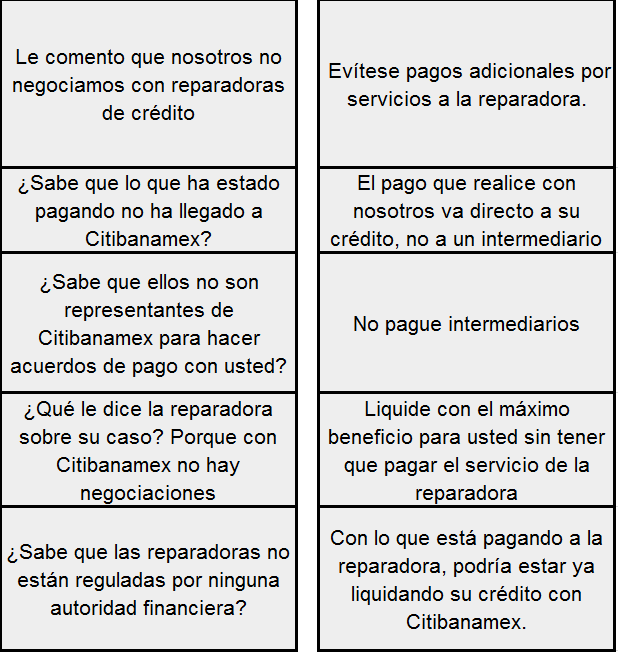 Le comento que nosotros no
negociamos con reparadoras
de crédito
Evítese pagos adicionales por
servicios a la reparadora.
¿Sabe que lo que ha estado
pagando no ha llegado a
Citibanamex?
El pago que realice con
nosotros va directo a su
crédito, no a un intermediario
¿Sabe que ellos no son
representantes de
Citibanamex para hacer
acuerdos de pago con usted?
No pague intermediarios
¿Qué le dice la reparadora
sobre su caso? Porque con
Citibanamex no hay
negociaciones
Liquide con el máximo
beneficio para usted sin tener
que pagar el servicio de la
reparadora
¿Sabe que las reparadoras no
están reguladas por ninguna
autoridad financiera?
Con lo que está pagando a la
reparadora, podría estar ya
liquidando su crédito con
Citibanamex.